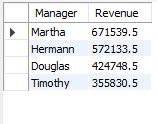 Manager Revenue
Martha 671539.5
Hermann 572133.5
Douglas 424748.5
Timothy 355830.5